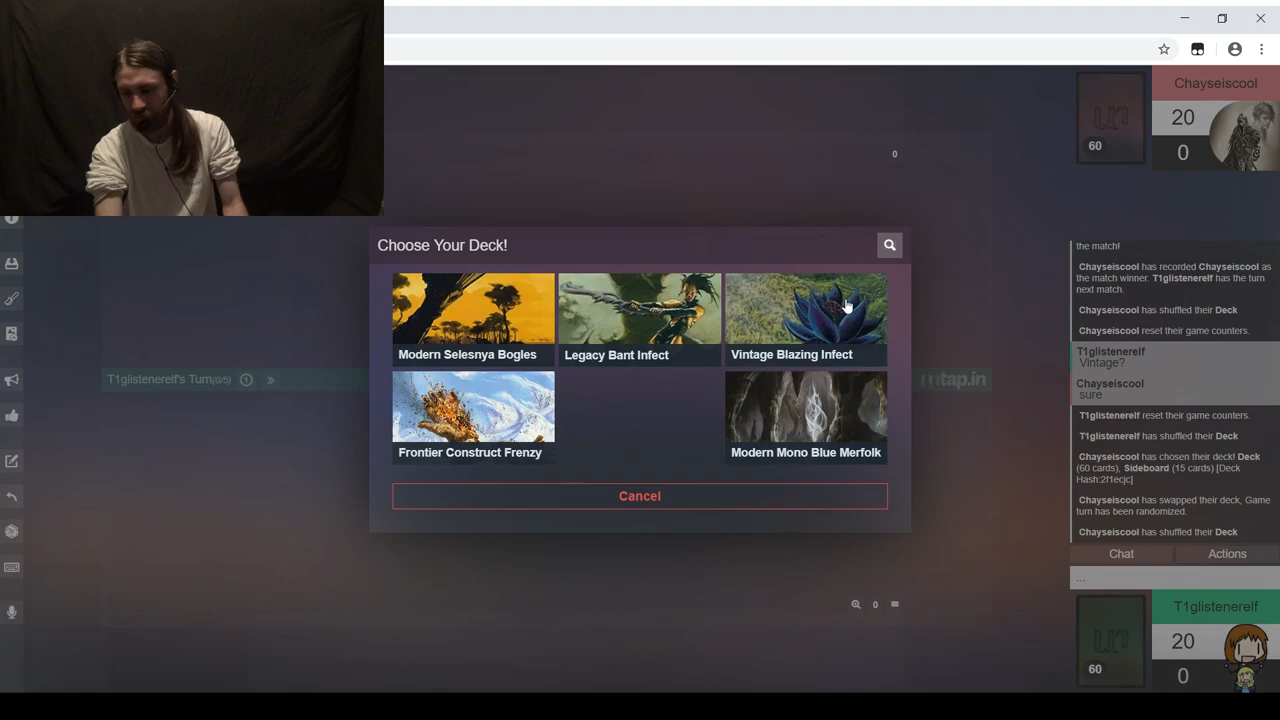 Chayseiscool
20
60
0
0
Choose Your Deck!
the match!
Chayseiscool has recorded Chayseiscool as
the match winner. T1glistenerelf has the turn
next match.
Chayseiscool has shuffled their Deck
Chayseiscool reset their game counters.
T1glistenerelf
Vintage?
Chayseiscool
sure
T1glistenerelf reset their game counters.
T1glistenerelf has shuffled their Deck
Chayseiscool has chosen their deck! Deck
(60 cards), Sideboard (15 cards) [Deck
Hash:2f1ecjc]
Chayseiscool has swapped their deck, Game
turn has been randomized.
Chayseiscool has shuffled their Deck
Modern Selesnya Bogles
Legacy Bant Infect
Vintage Blazing Infect
T1glistenerelf's Turn(0/5) 1
untap.in
Frontier Construct Frenzy
Modern Mono Blue Merfolk
Cancel
Chat
Actions
...
0
T1glistenerelf
20
60
0